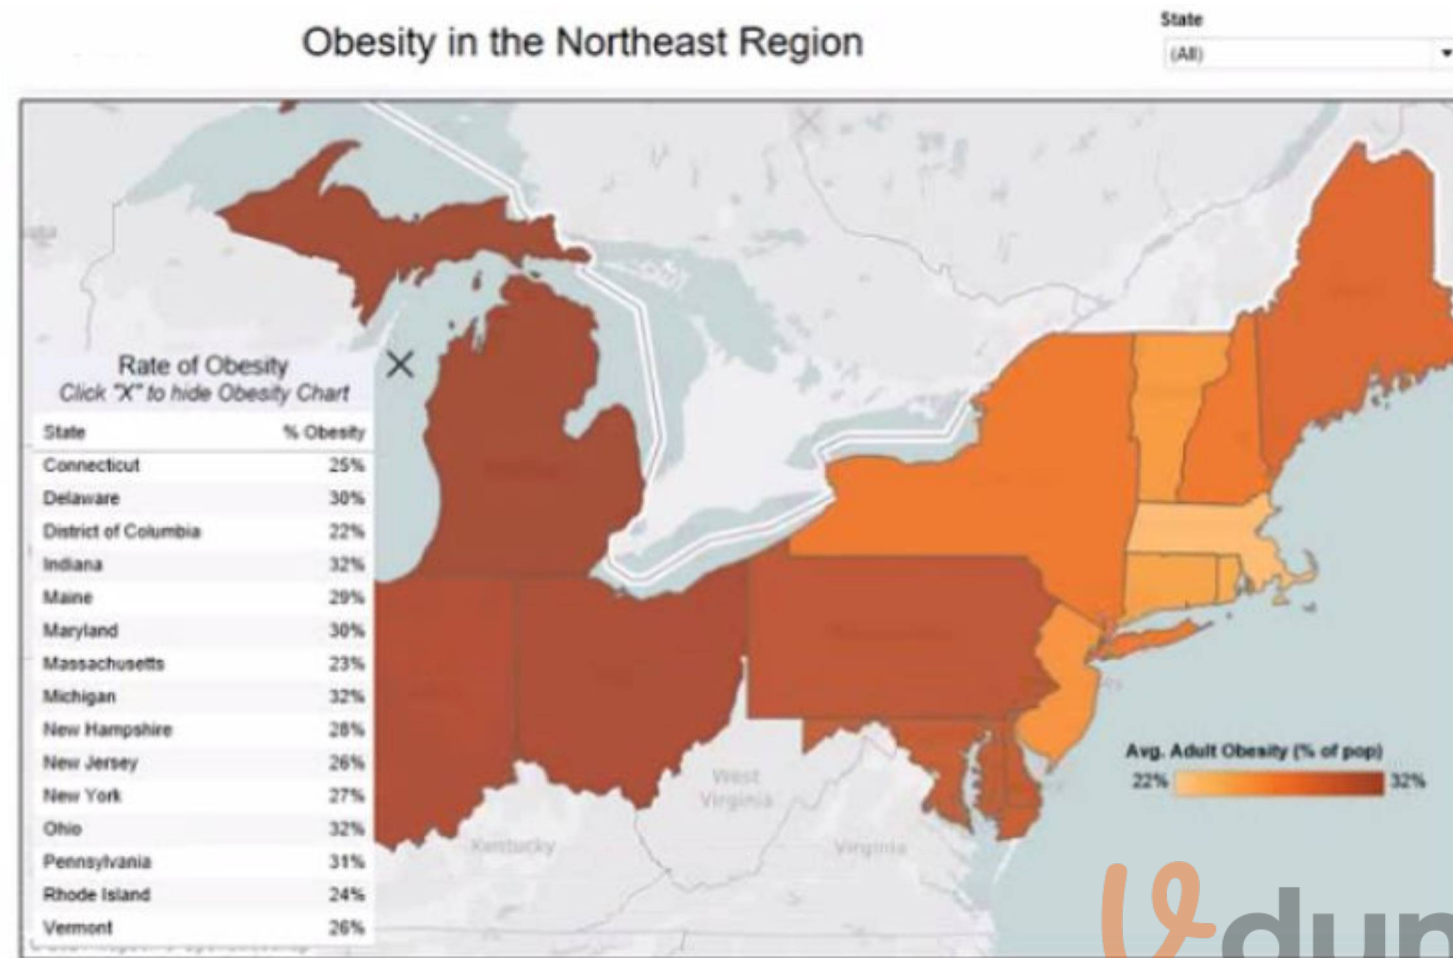 Obesity in the Northeast Region
State
(All)
Rate of Obesity
Click "X" to hide Obesity Chart
State % Obesity
Connecticut 25%
Delaware 30%
District of Columbia 22%
Indiana 32%
Maine 29%
Maryland 30%
Massachusetts 23%
Michigan 32%
New Hampshire 28%
New Jersey 26%
New York 27%
Ohio 32%
Pennsylvania 31%
Rhode Island 24%
Vermont 26%
West
Virginia
Kentucky
Virginia
Avg. Adult Obesity (% of pop)
22% 32%